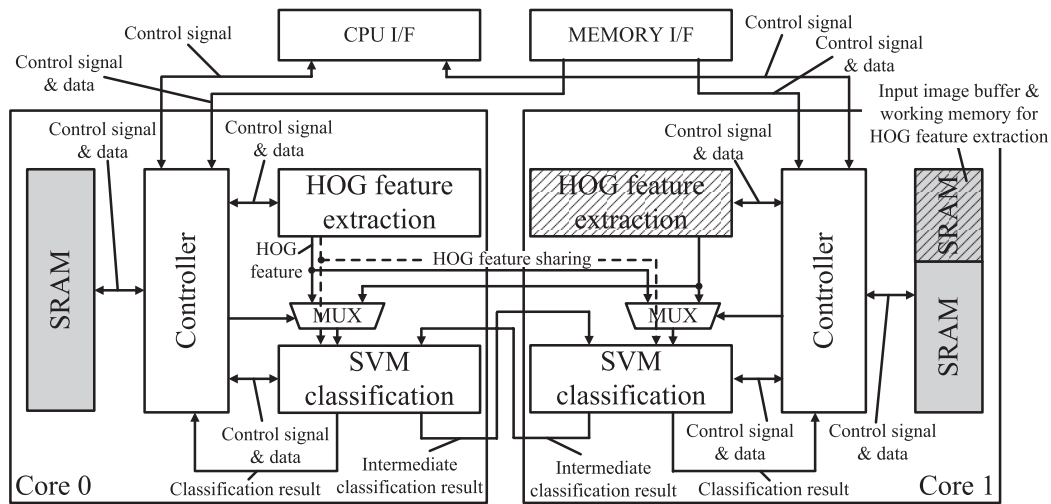 CPU I/F
MEMORY I/F
Control signal
Control signal
& data
Control signal
Control signal
& data
Input image buffer &
working memory for
HOG feature extraction
Control signal
& data
Control signal
& data
Control signal
& data
HOG feature
extraction
HOG feature
extraction
SRAM
Controller
HOG
feature
HOG feature sharing
MUX
MUX
Controller
SRAM
SRAM
SVM
classification
SVM
classification
Control signal
& data
Control signal
& data
Control signal
& data
Intermediate
classification result
Intermediate
classification result
Classification result
Classification result
Core 0
Core 1